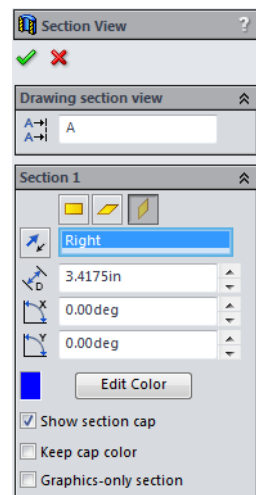 Section View ?
Drawing section view
A
A
A
Section 1
Right
D
3.4175in
X
0.00deg
Y
0.00deg
Edit Color
Show section cap
Keep cap color
Graphics-only section